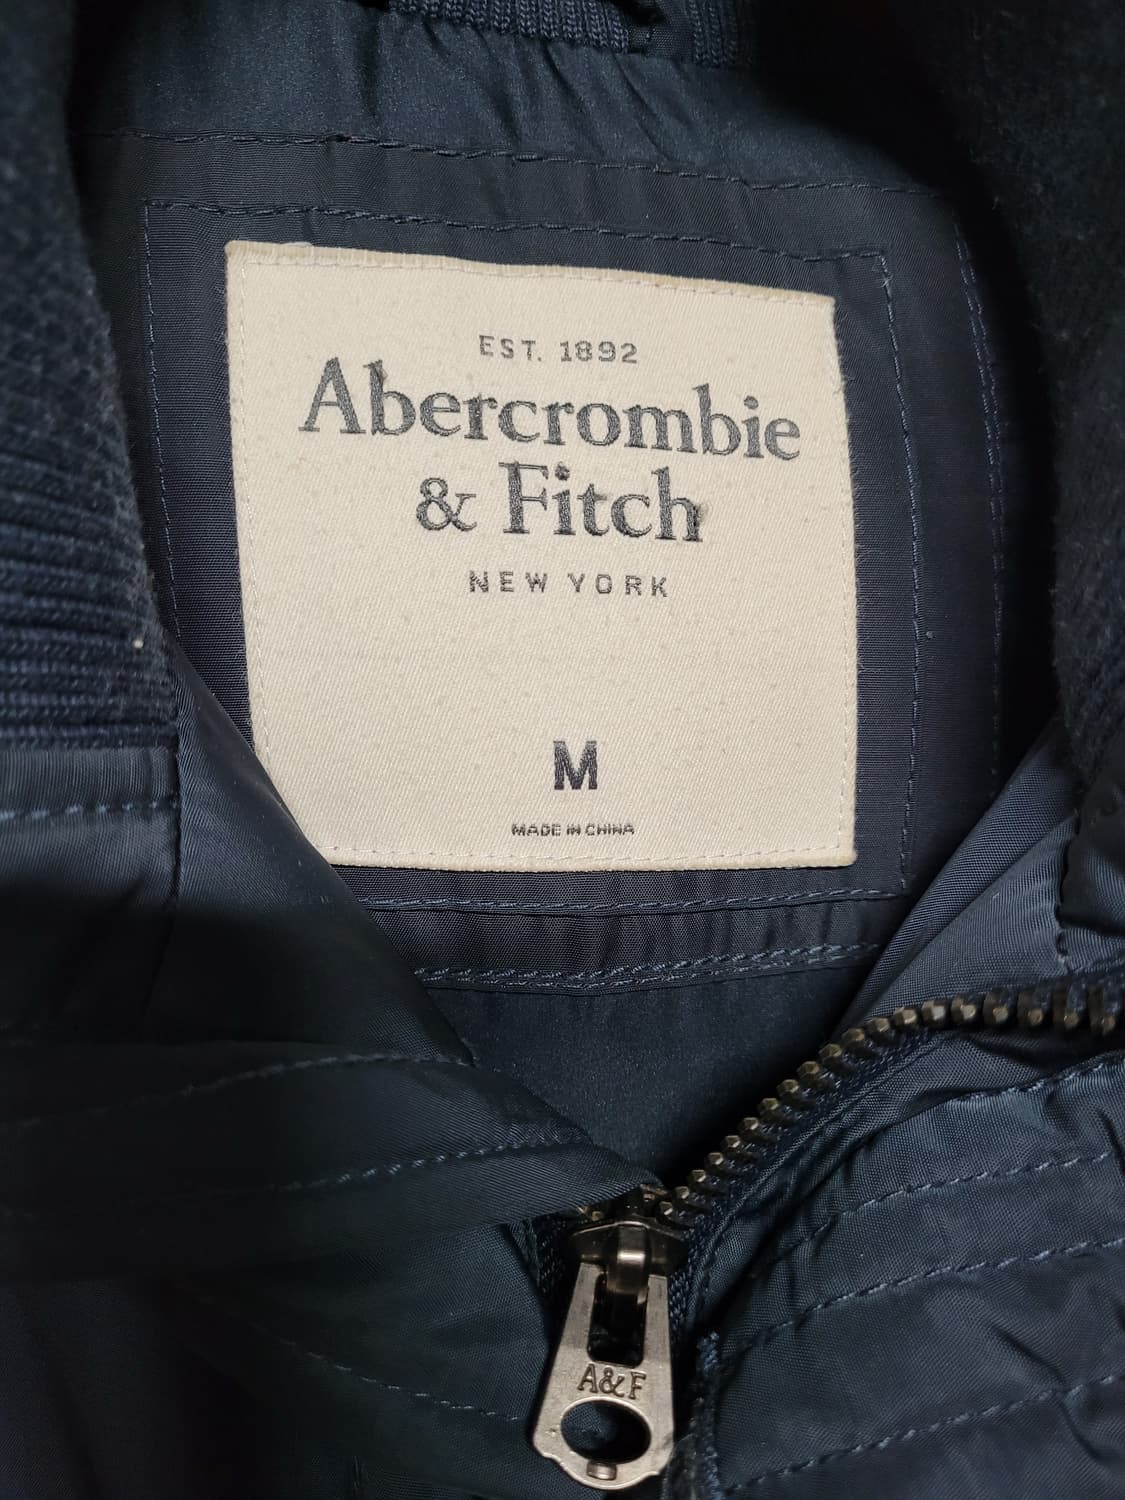 EST. 1892
Abercrombie
& Fitch
NEW YORK
M
MADE IN CHINA
A&F